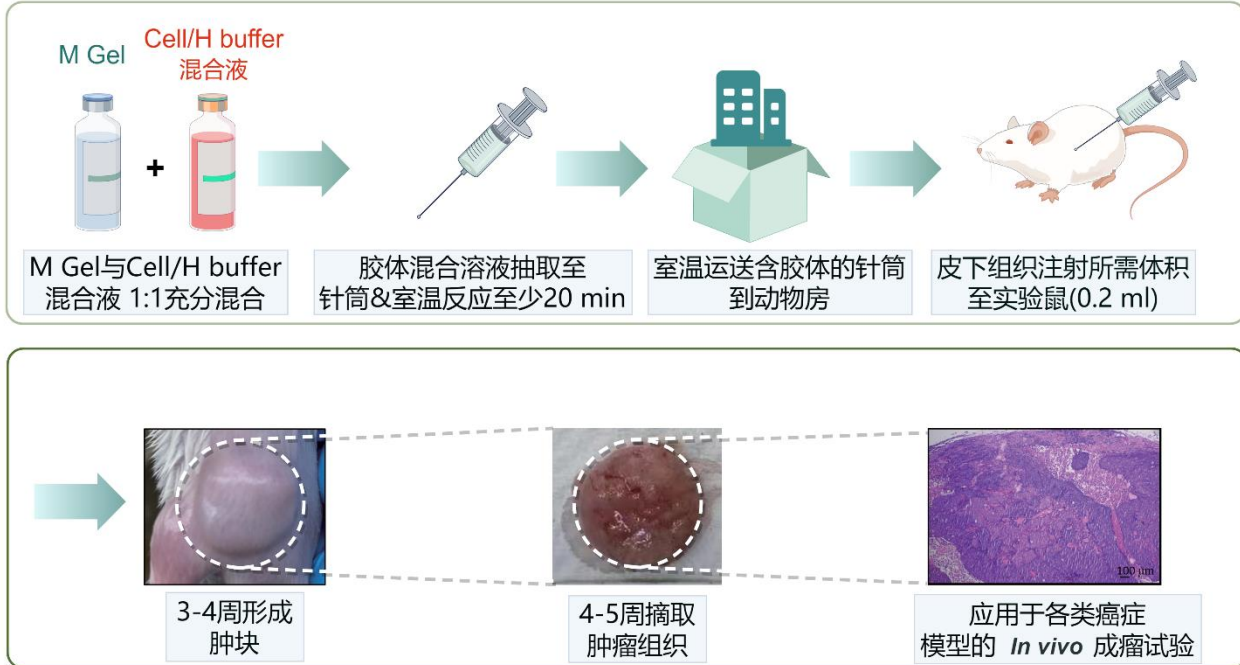 M Gel
Cell/H buffer
混合液
+
M Gel与Cell/H buffer
混合液 1:1充分混合
胶体混合溶液抽取至
针筒&室温反应至少20 min
室温运送含胶体的针筒
到动物房
皮下组织注射所需体积
至实验鼠(0.2 ml)
3-4周形成
肿块
4-5周摘取
肿瘤组织
100 μm
应用于各类癌症
模型的 In vivo 成瘤试验